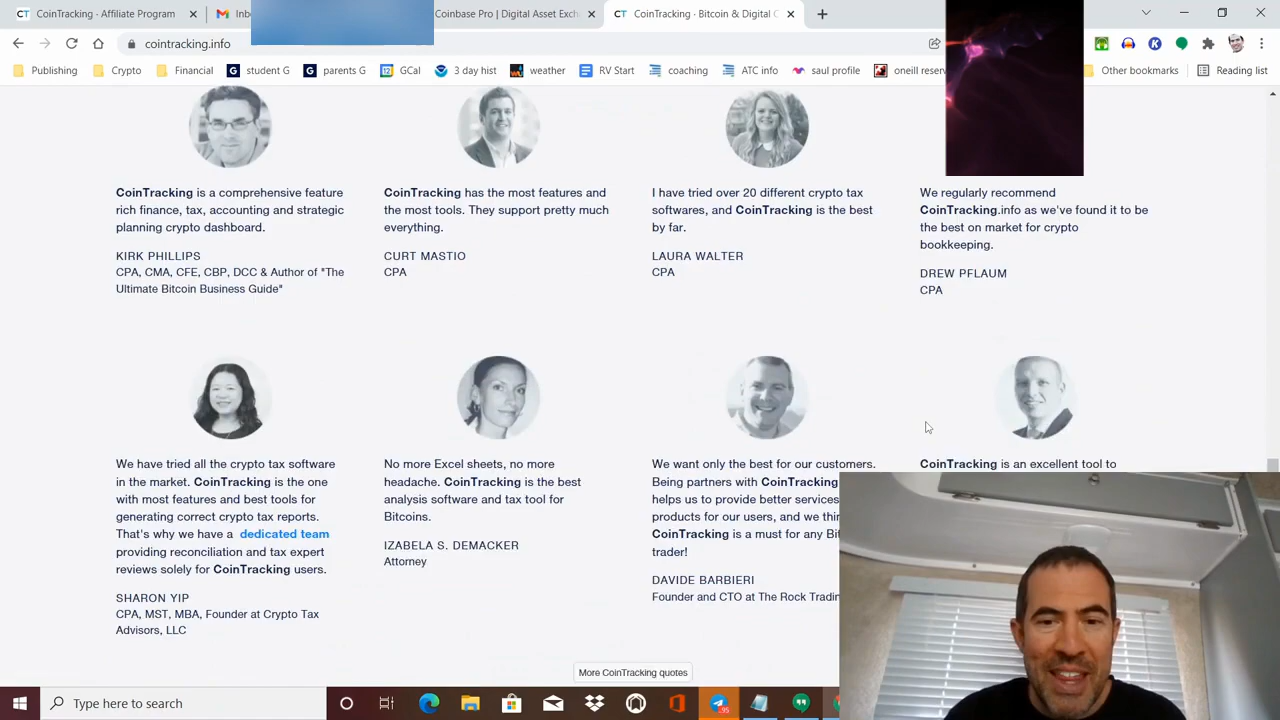 CoinTracking - Affiliate Program
Coinbase Pro | Digital Asset Exch
CoinTracking · Bitcoin & Digital C
cointracking.info
Publishing
Crypto
Financial
student G
parents G
GCal
3 day hist
weather
RV Start
coaching
ATC info
saul profile
oneill rese
Other bookmarks
Reading list
CoinTracking is a comprehensive feature
rich finance, tax, accounting and strategic
planning crypto dashboard.
KIRK PHILLIPS
CPA, CMA, CFE, CBP, DCC & Author of "The
Ultimate Bitcoin Business Guide"
CoinTracking has the most features and
the most tools. They support pretty much
everything.
CURT MASTIO
CPA
I have tried over 20 different crypto tax
softwares, and CoinTracking is the best
by far.
LAURA WALTER
CPA
We regularly recommend
CoinTracking.info as we've found it to be
the best on market for crypto
bookkeeping.
DREW PFLAUM
CPA
We have tried all the crypto tax software
in the market. CoinTracking is the one
with most features and best tools for
generating correct crypto tax reports.
That's why we have a dedicated team
providing reconciliation and tax expert
reviews solely for CoinTracking users.
SHARON YIP
CPA, MST, MBA, Founder at Crypto Tax
Advisors, LLC
No more Excel sheets, no more
headache. CoinTracking is the best
analysis software and tax tool for
Bitcoins.
IZABELA S. DEMACKER
Attorney
We want only the best for our customers.
Being partners with CoinTracking
helps us to provide better services
products for our users, and we thin
CoinTracking is a must for any Bi
trader!
DAVIDE BARBIERI
Founder and CTO at The Rock Tradin
CoinTracking is an excellent tool to
More CoinTracking quotes
Type here to search